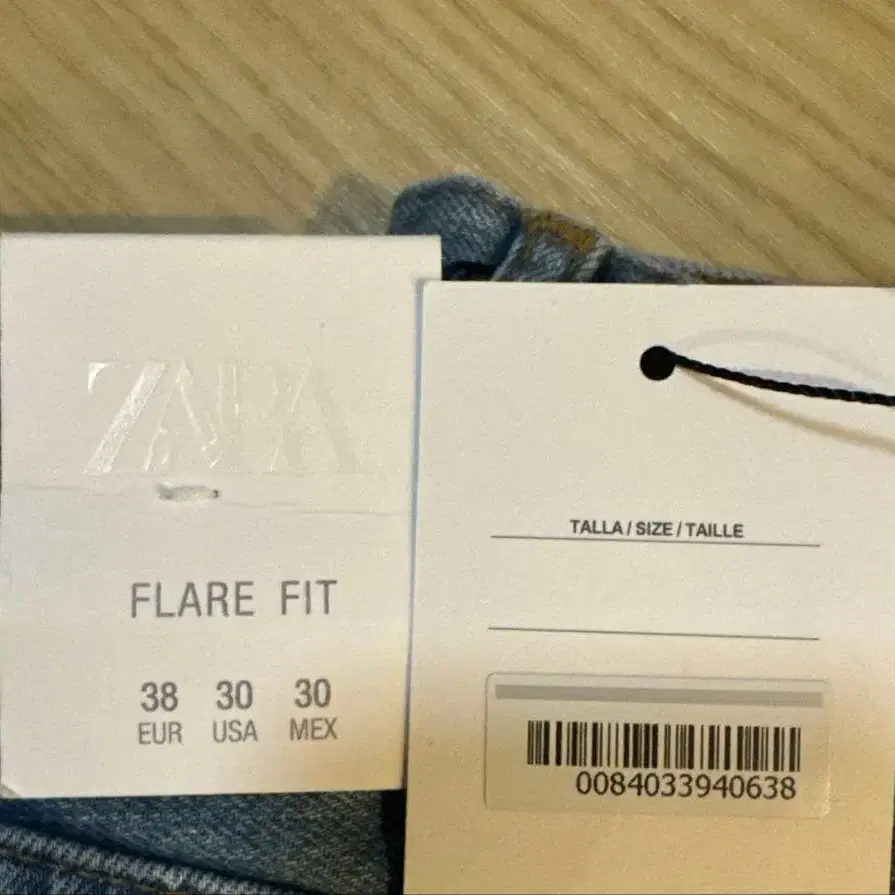 ZARA
FLARE FIT
38 30 30
EUR USA MEX
TALLA / SIZE / TAILLE
0084033940638